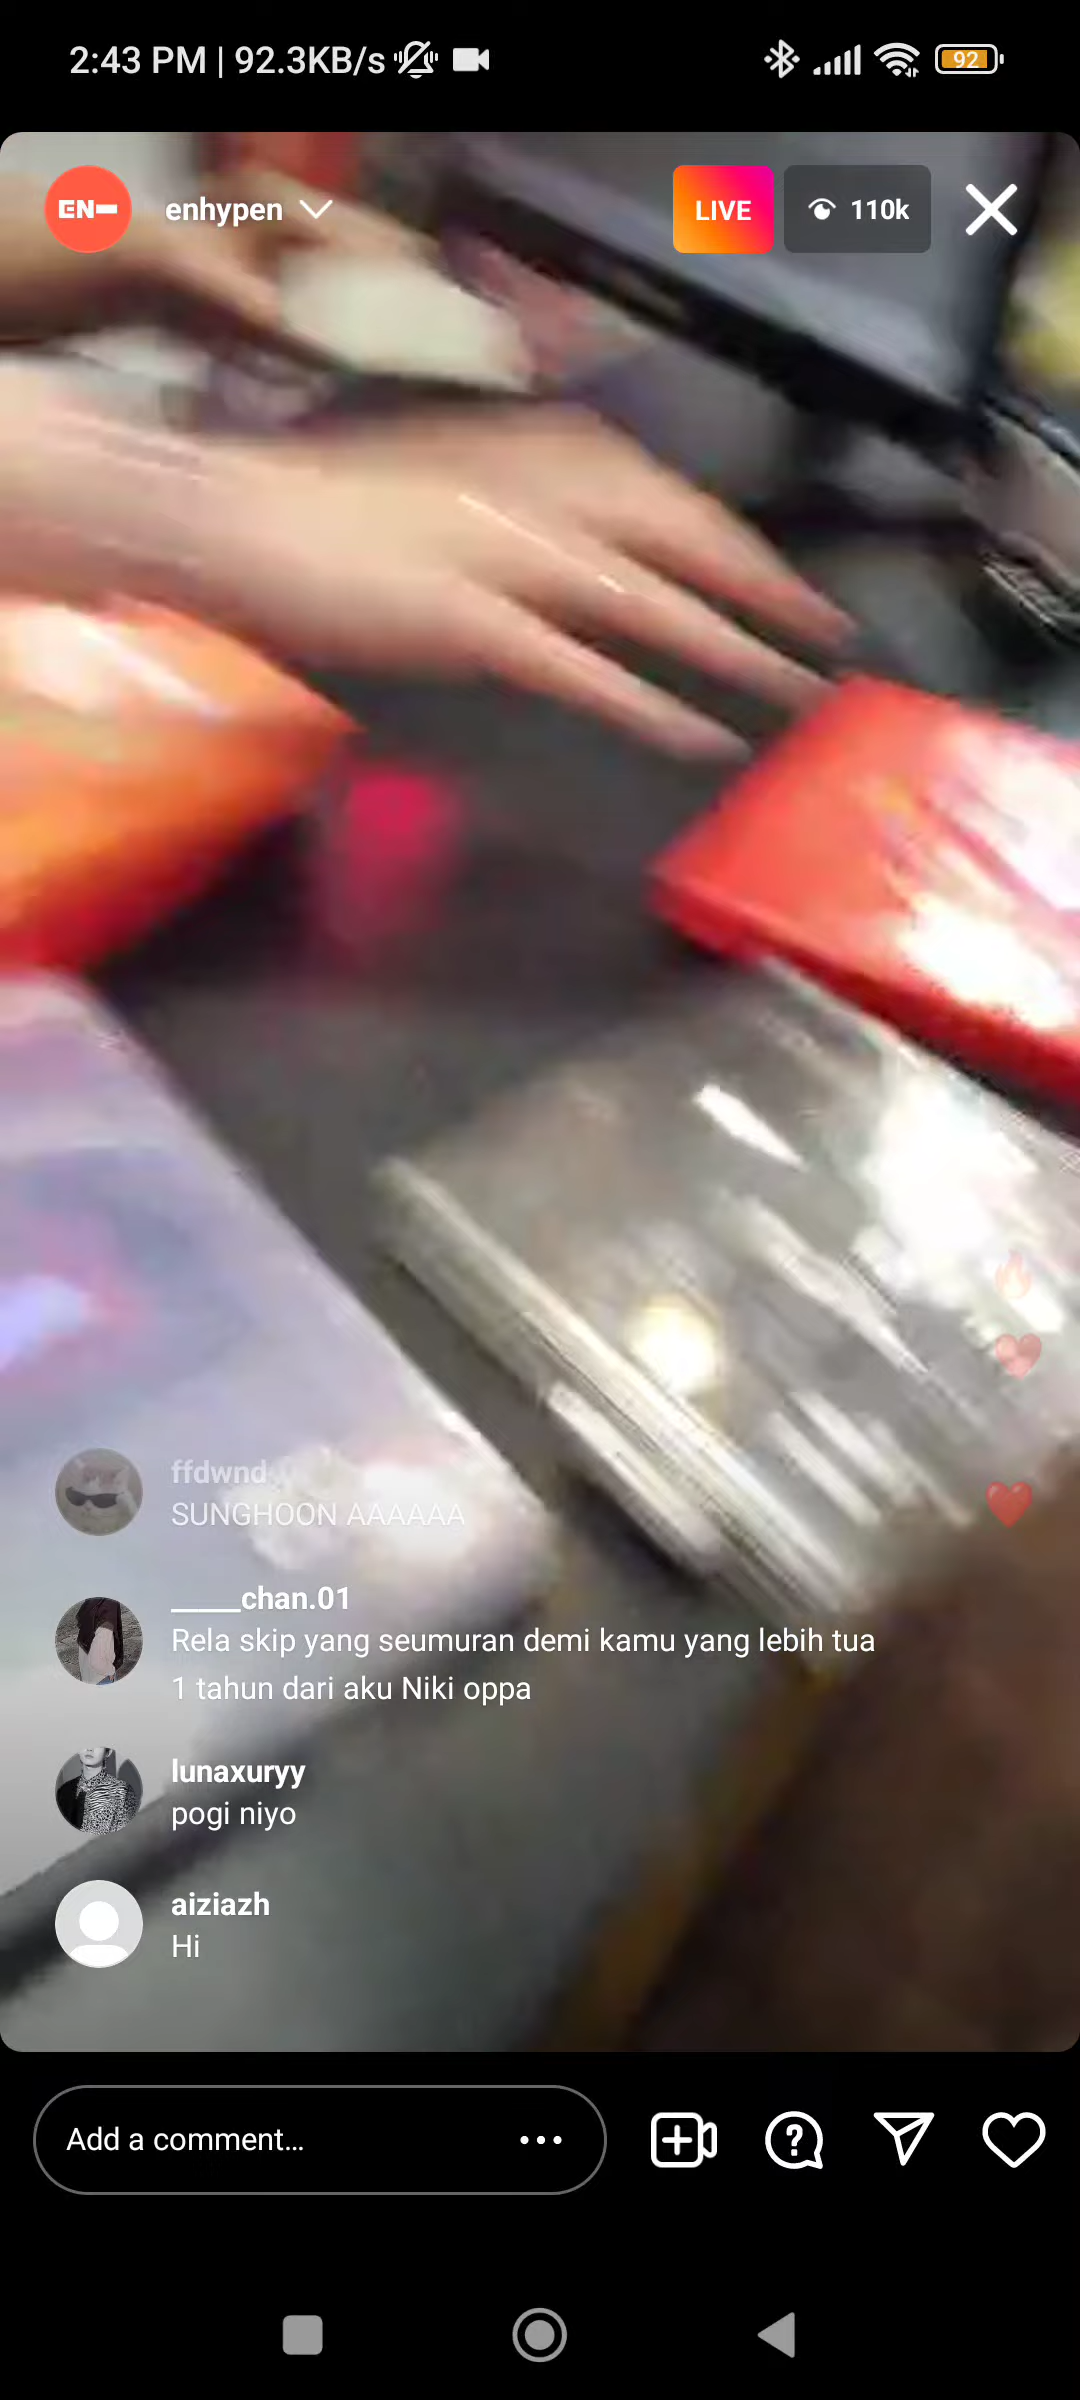 2:43 PM | 92.3KB/s
92
EN-
enhypen
LIVE
110k
ffdwnd
SUNGHOON AAAAAA
_____chan.01
Rela skip yang seumuran demi kamu yang lebih tua
1 tahun dari aku Niki oppa
lunaxuryy
pogi niyo
aiziazh
Hi
Add a comment...